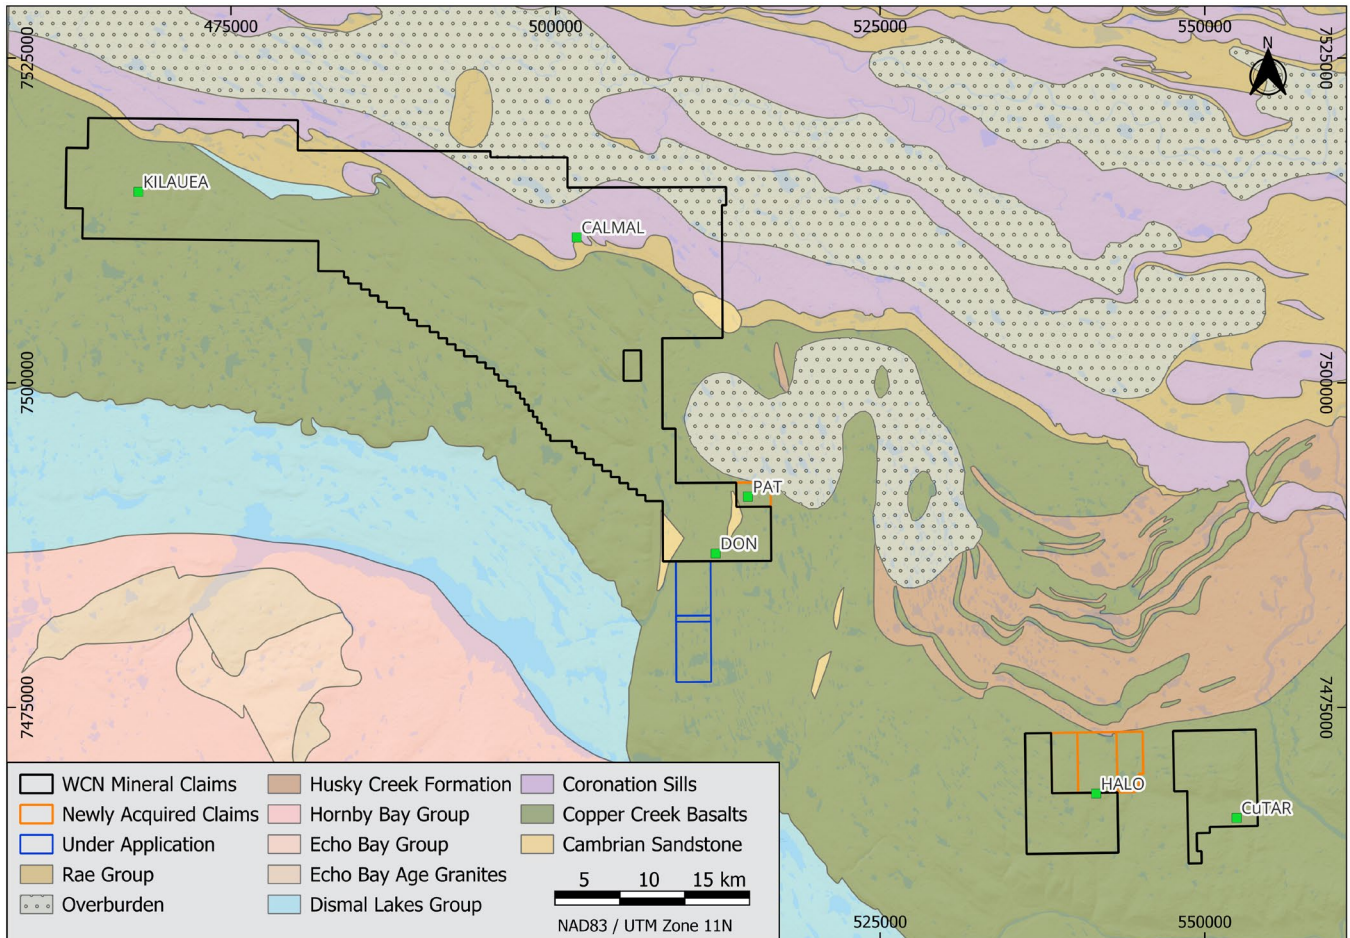 475000
500000
525000
550000
7525000
7525000
N
KILAUEA
CALMAL
7500000
7500000
PAT
DON
7475000
7475000
HALO
CuTAR
WCN Mineral Claims
Newly Acquired Claims
Under Application
Rae Group
Overburden
Husky Creek Formation
Hornby Bay Group
Echo Bay Group
Echo Bay Age Granites
Dismal Lakes Group
Coronation Sills
Copper Creek Basalts
Cambrian Sandstone
5 10 15 km
NAD83 / UTM Zone 11N
525000
550000